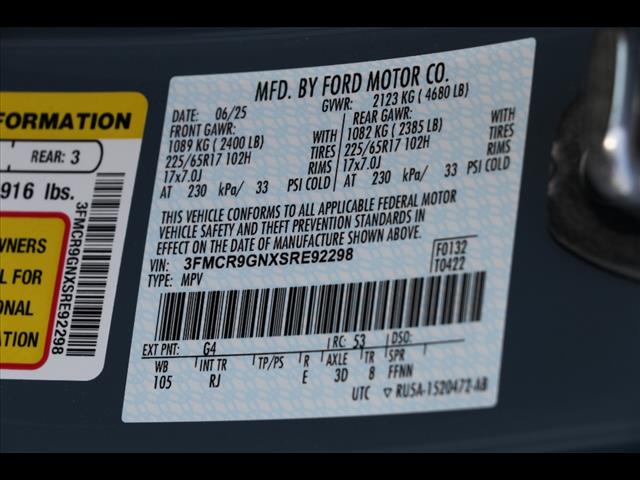 FORMATION
REAR: 3
916 lbs.
WNERS
L FOR
ONAL
3FMCR9GNXSRE92298
MFD. BY FORD MOTOR CO.
DATE: 06/25 GVWR: 2123 KG ( 4680 LB)
FRONT GAWR: REAR GAWR:
1089 KG ( 2400 LB) WITH 1082 KG ( 2385 LB) WITH
225/65R17 102H TIRES 225/65R17 102H TIRES
17x7.0J RIMS 17x7.0J RIMS
AT 230 kPa/ 33 PSI COLD AT 230 kPa/ 33 PSI COLD
THIS VEHICLE CONFORMS TO ALL APPLICABLE FEDERAL MOTOR
VEHICLE SAFETY AND THEFT PREVENTION STANDARDS IN
EFFECT ON THE DATE OF MANUFACTURE SHOWN ABOVE.
VIN: 3FMCR9GNXSRE92298 F0132
TYPE: MPV T0422
EXT PNT: G4 RC: 53 DSO:
WB INT TR TP/PS R AXLE TR SPR
105 RJ E 3D 8 FFNN
UTC ▽ RU5A-1520472-AB